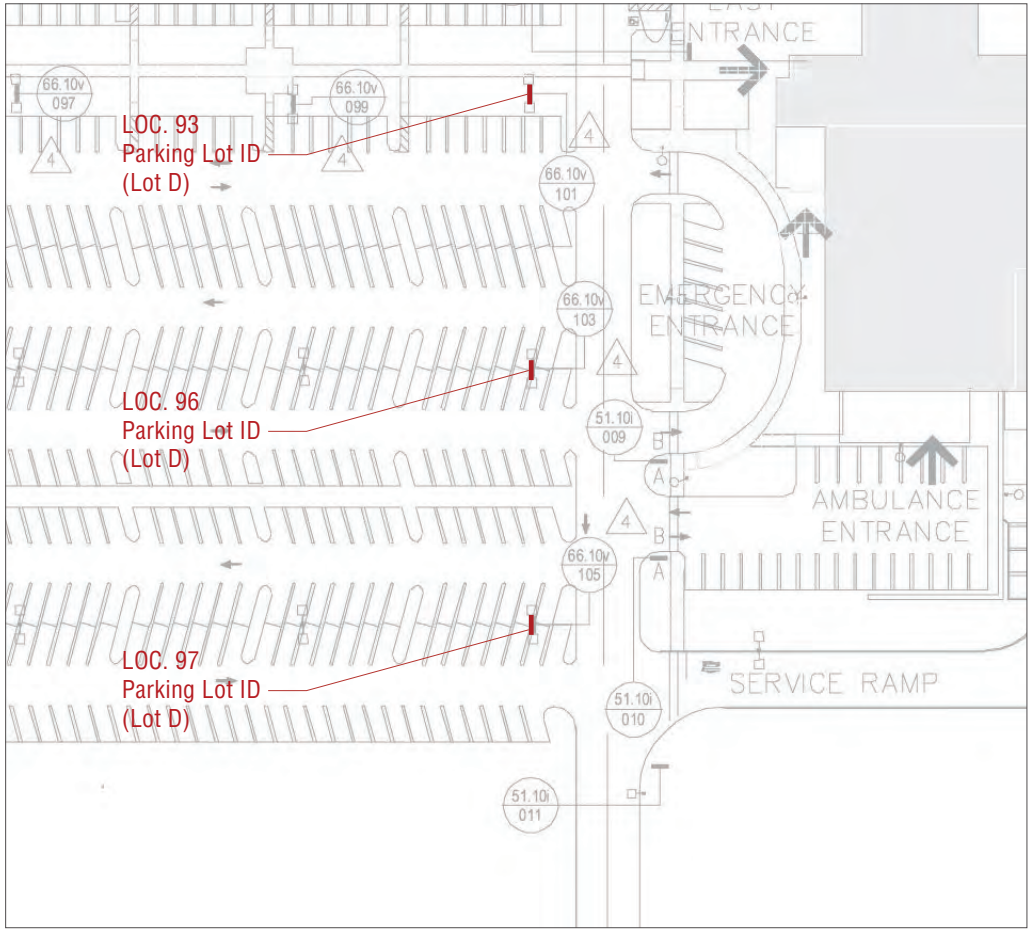 EAST
ENTRANCE
66.10v
097
66.10v
099
LOC. 93
Parking Lot ID
(Lot D)
4
4
4
66.10v
101
66.10v
103
EMERGENCY
ENTRANCE
4
LOC. 96
Parking Lot ID
(Lot D)
51.10i
009
B
A
AMBULANCE
ENTRANCE
4
B
A
66.10v
105
LOC. 97
Parking Lot ID
(Lot D)
51.10i
010
SERVICE RAMP
51.10i
011